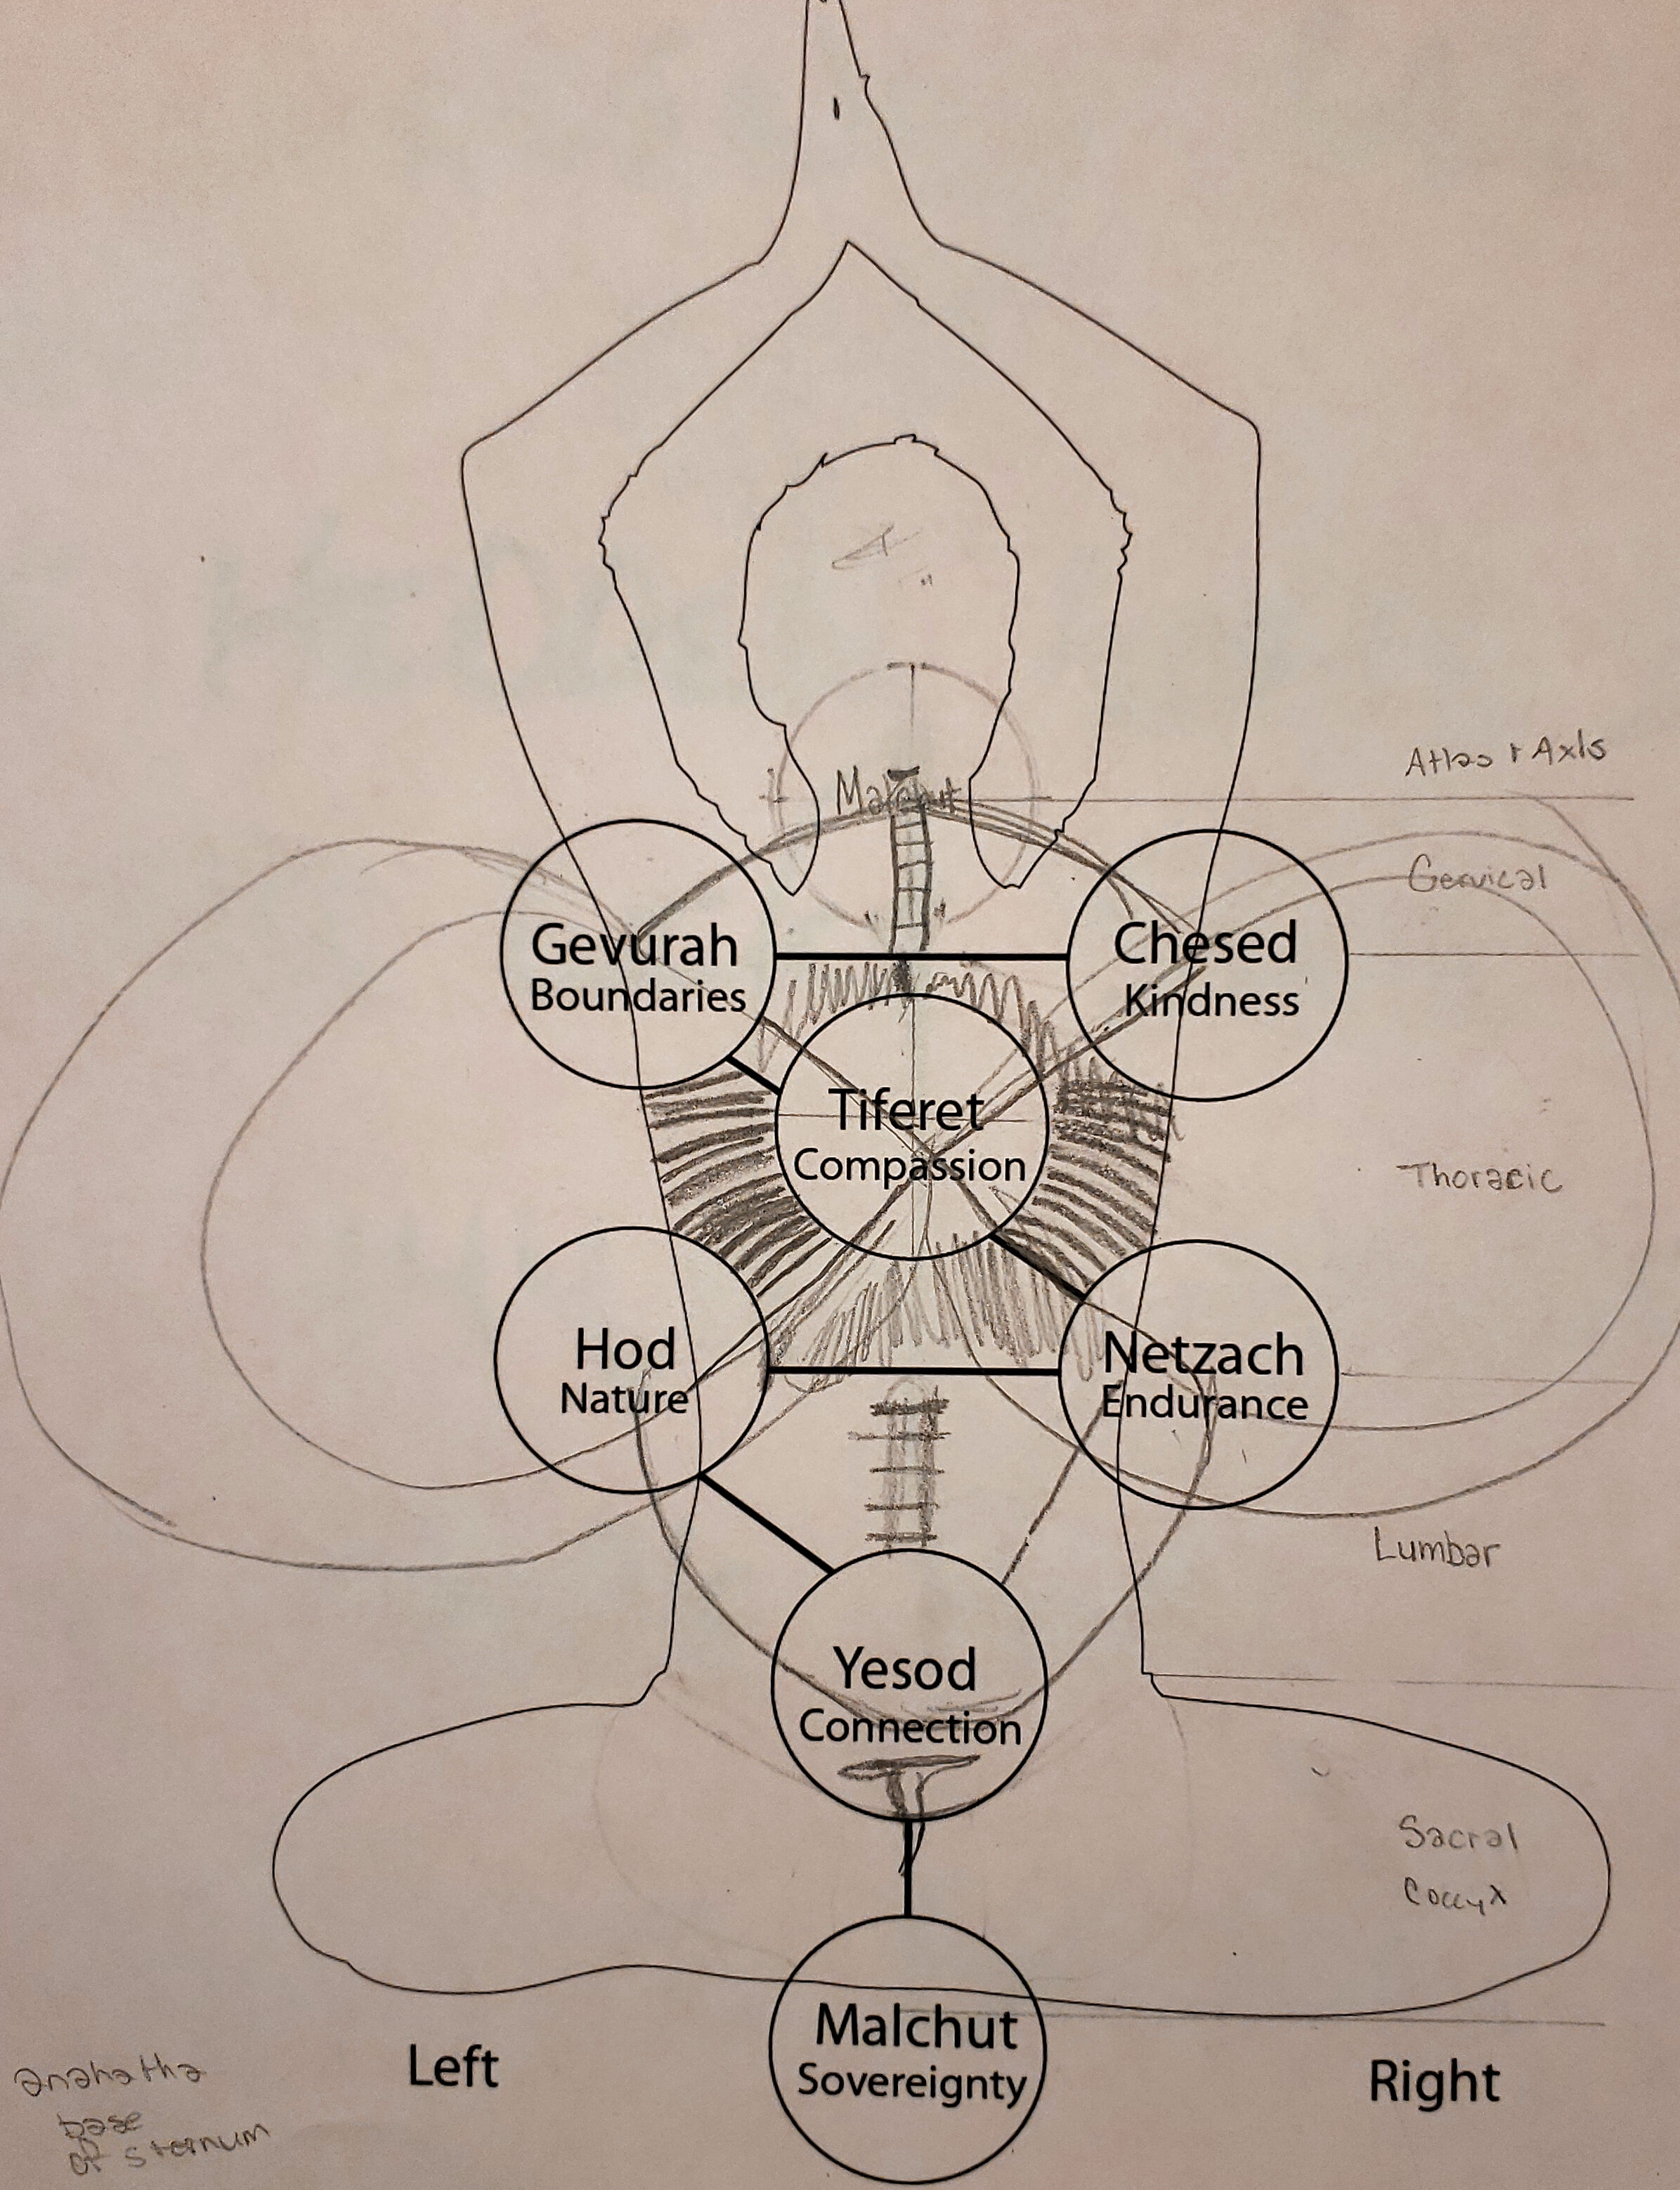 Atlas + Axis
Malchut
Cervical
Gevurah
Boundaries
Chesed
Kindness
Tiferet
Compassion
Thoracic
Hod
Nature
Netzach
Endurance
Lumbar
Yesod
Connection
Sacral
Coccyx
Malchut
Sovereignty
Left
Right
anahatha
base
of sternum